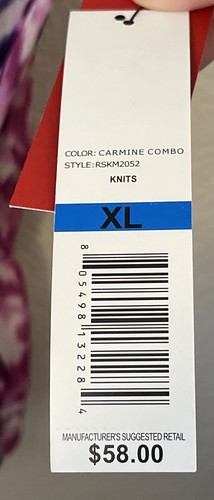 COLOR: CARMINE COMBO
STYLE:RSKM2052
KNITS
XL
8 05498 13228 4
MANUFACTURER'S SUGGESTED RETAIL
$58.00